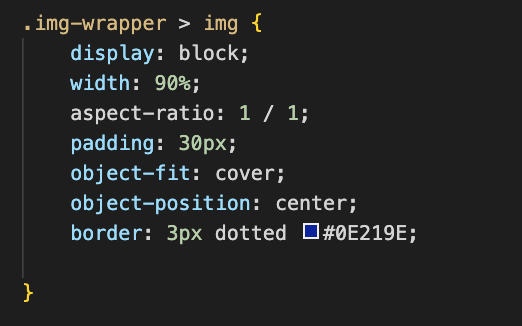 .img-wrapper > img {
display: block;
width: 90%;
aspect-ratio: 1 / 1;
padding: 30px;
object-fit: cover;
object-position: center;
border: 3px dotted #0E219E;
}